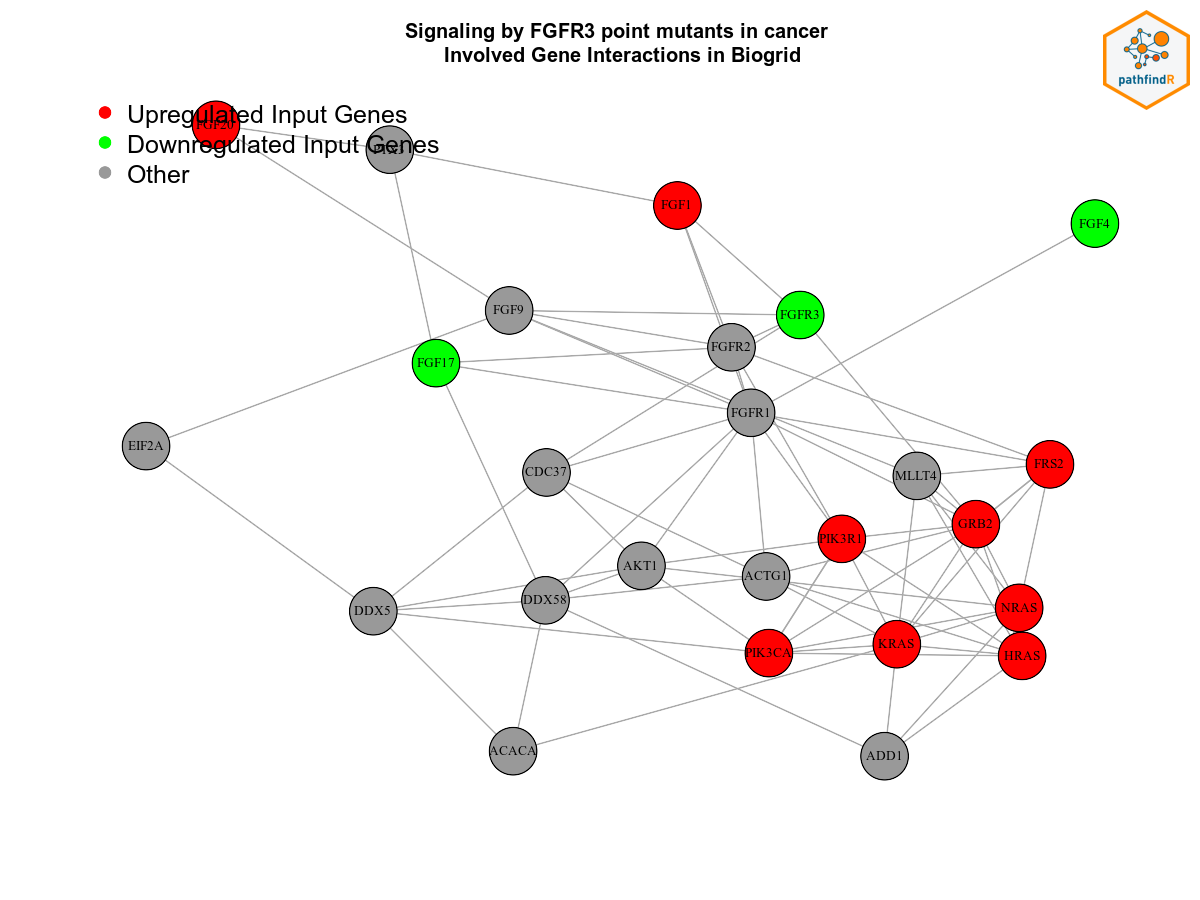 Signaling by FGFR3 point mutants in cancer
Involved Gene Interactions in Biogrid
pathfindR
Upregulated Input Genes
FGF20
Downregulated Input Genes
Other
FGF1
FGF4
FGF9
FGFR3
FGFR2
FGF17
FGFR1
EIF2A
CDC37
MLLT4
FRS2
GRB2
PIK3R1
AKT1
ACTG1
DDX58
DDX5
NRAS
KRAS
PIK3CA
HRAS
ACACA
ADD1